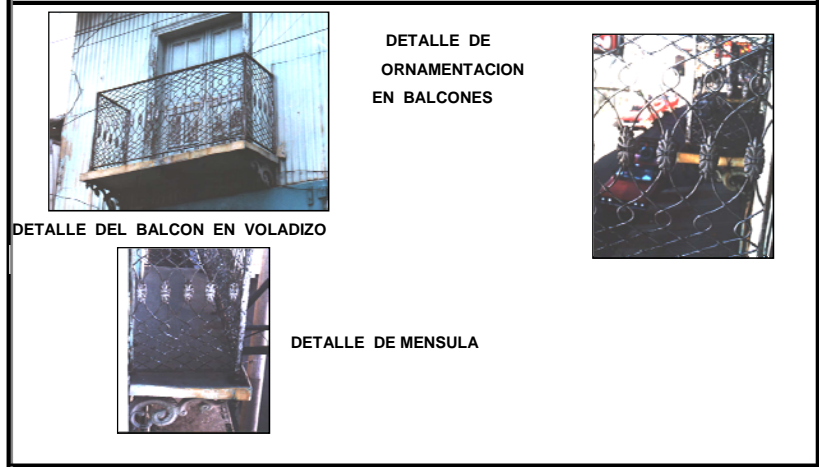 DETALLE DE
ORNAMENTACION
EN BALCONES
DETALLE DEL BALCON EN VOLADIZO
DETALLE DE MENSULA